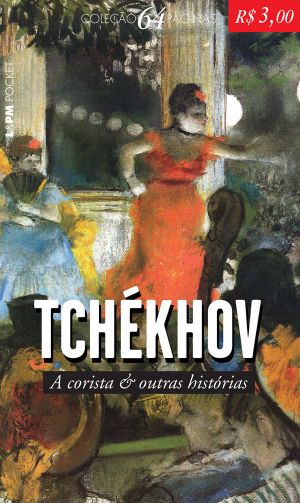 COLEÇÃO 64 PÁGINAS
R$ 3,00
L&PM POCKET
TCHÉKHOV
A corista & outras histórias